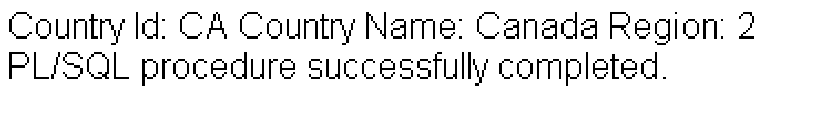 Country Id: CA Country Name: Canada Region: 2
PL/SQL procedure successfully completed.